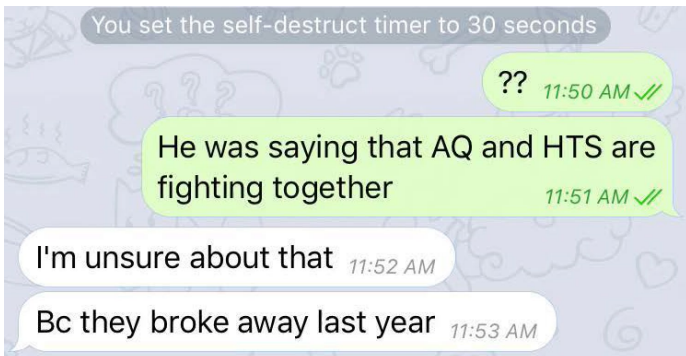 You set the self-destruct timer to 30 seconds
??
11:50 AM
He was saying that AQ and HTS are
fighting together
11:51 AM
I'm unsure about that
11:52 AM
Bc they broke away last year
11:53 AM